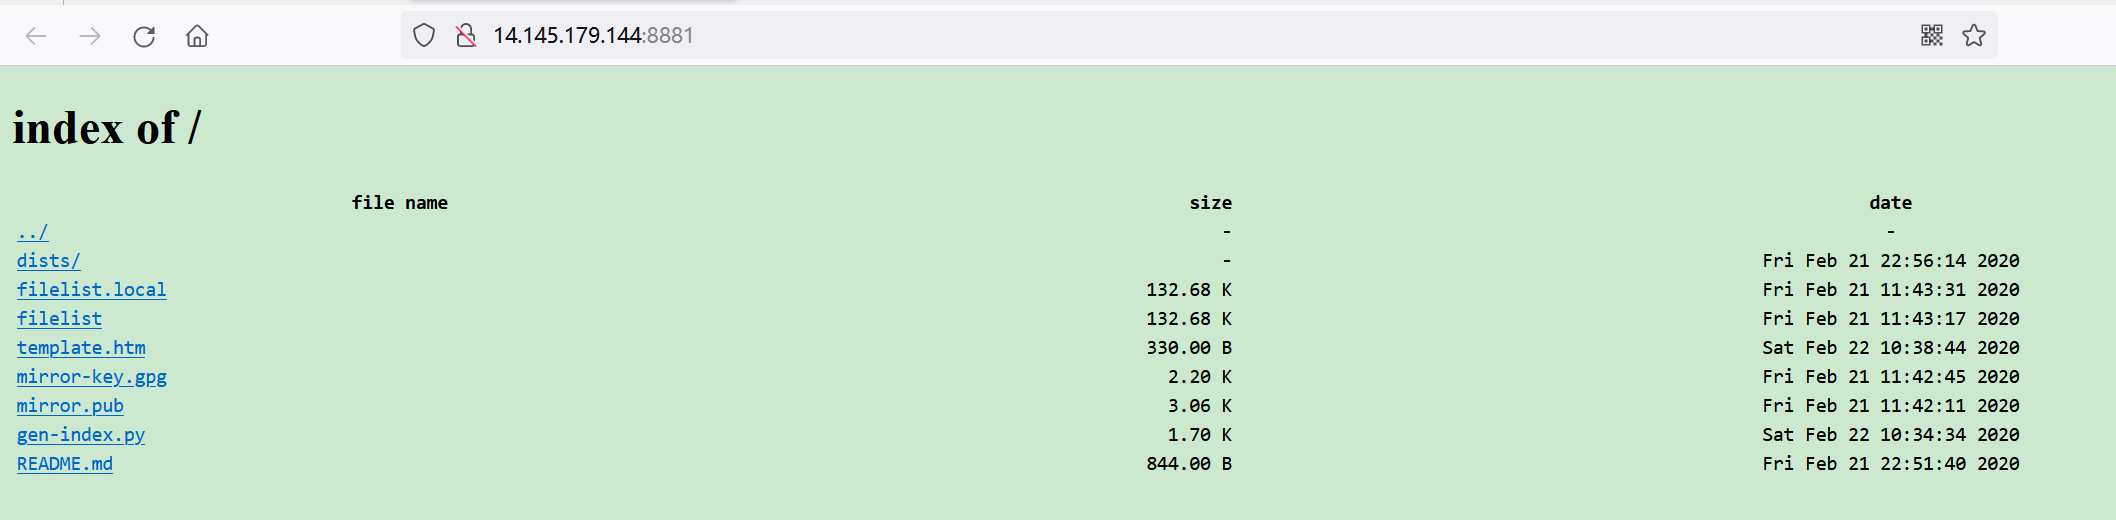 14.145.179.144:8881
index of /
file name size date
../ - -
dists/ - Fri Feb 21 22:56:14 2020
filelist.local 132.68 K Fri Feb 21 11:43:31 2020
filelist 132.68 K Fri Feb 21 11:43:17 2020
template.htm 330.00 B Sat Feb 22 10:38:44 2020
mirror-key.gpg 2.20 K Fri Feb 21 11:42:45 2020
mirror.pub 3.06 K Fri Feb 21 11:42:11 2020
gen-index.py 1.70 K Sat Feb 22 10:34:34 2020
README.md 844.00 B Fri Feb 21 22:51:40 2020